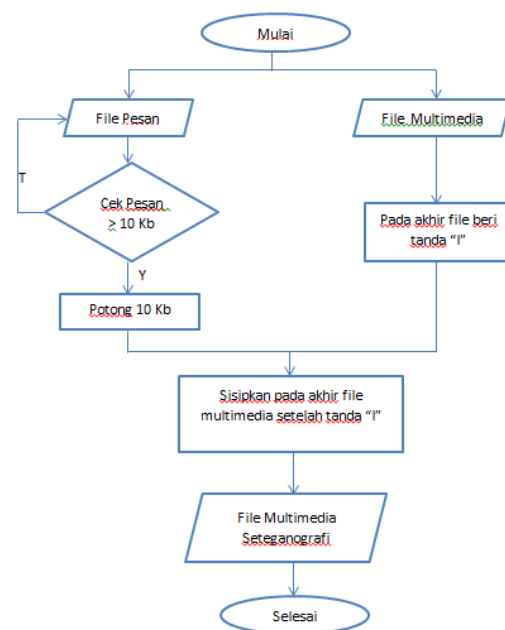 Mulai
File Pesan
File Multimedia
T
Cek Pesan
≥ 10 Kb
Pada akhir file beri
tanda “I”
Y
Potong 10 Kb
Sisipkan pada akhir file
multimedia setelah tanda “I”
File Multimedia
Seteganografi
Selesai